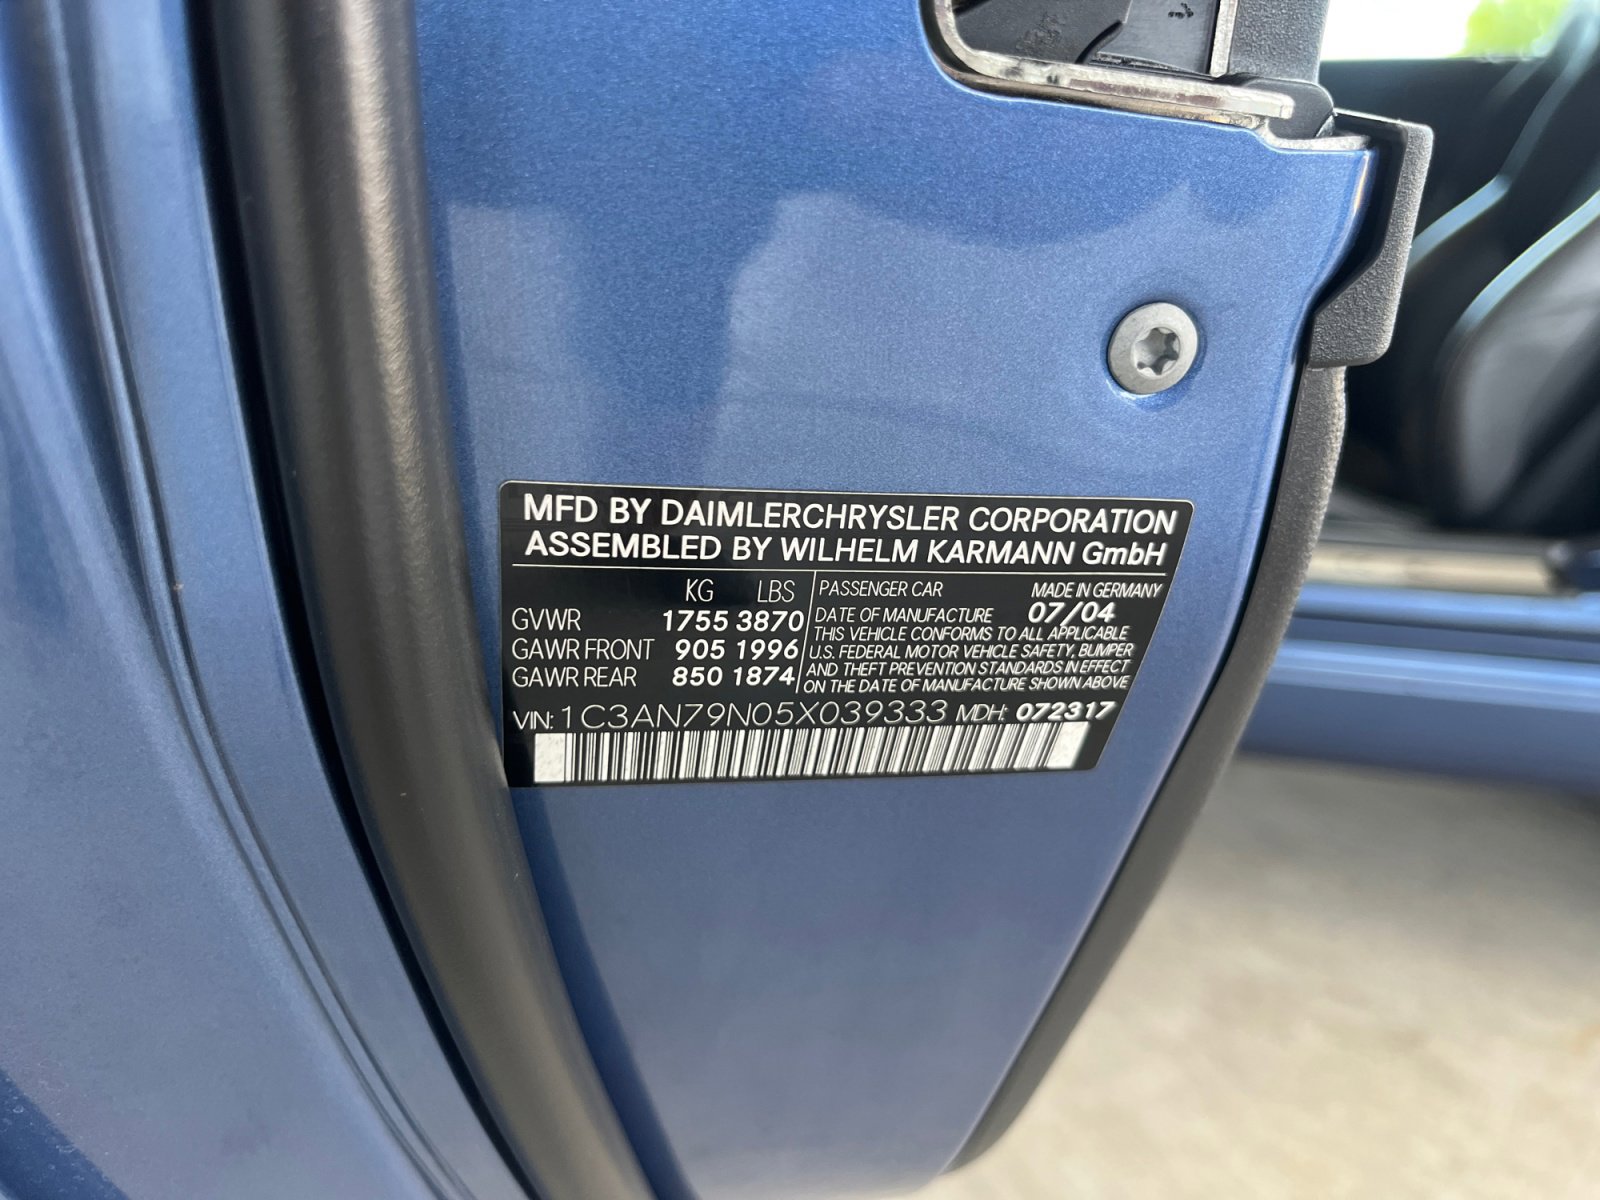 MFD BY DAIMLERCHRYSLER CORPORATION
ASSEMBLED BY WILHELM KARMANN GmbH
KG LBS
GVWR 1755 3870
GAWR FRONT 905 1996
GAWR REAR 850 1874
PASSENGER CAR MADE IN GERMANY
DATE OF MANUFACTURE 07/04
THIS VEHICLE CONFORMS TO ALL APPLICABLE
U.S. FEDERAL MOTOR VEHICLE SAFETY, BUMPER
AND THEFT PREVENTION STANDARDS IN EFFECT
ON THE DATE OF MANUFACTURE SHOWN ABOVE
VIN: 1C3AN79N05X039333 MDH: 072317